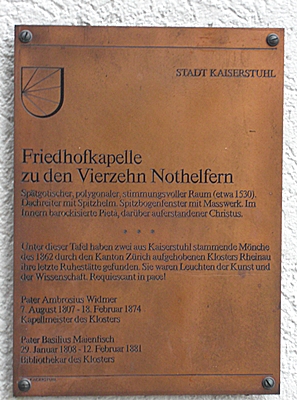 STADT KAISERSTUHL
Friedhofkapelle
zu den Vierzehn Nothelfern
Spätgotischer, polygonaler, stimmungsvoller Raum (etwa 1530).
Dachreiter mit Spitzhelm. Spitzbogenfenster mit Masswerk. Im
Innern barockisierte Pietà, darüber auferstandener Christus.
* * *
Unter dieser Tafel haben zwei aus Kaiserstuhl stammende Mönche
des 1862 durch den Kanton Zürich aufgehobenen Klosters Rheinau
ihre letzte Ruhestätte gefunden. Sie waren Leuchten der Kunst und
der Wissenschaft. Requiescant in pace!
Pater Ambrosius Widmer
7. August 1807 - 18. Februar 1874
Kapellmeister des Klosters
Pater Basilius Maienfisch
29. Januar 1808 - 12. Februar 1881
Bibliothekar des Klosters